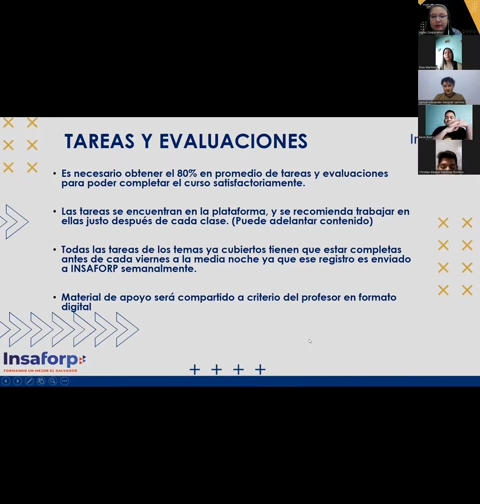 TAREAS Y EVALUACIONES
In
• Es necesario obtener el 80% en promedio de tareas y evaluaciones
para poder completar el curso satisfactoriamente.
• Las tareas se encuentran en la plataforma, y se recomienda trabajar en
ellas justo después de cada clase. (Puede adelantar contenido)
• Todas las tareas de los temas ya cubiertos tienen que estar completas
antes de cada viernes a la media noche ya que ese registro es enviado
a INSAFORP semanalmente.
• Material de apoyo será compartido a criterio del profesor en formato
digital
Insaforp
FORMANDO UN MEJOR EL SALVADOR